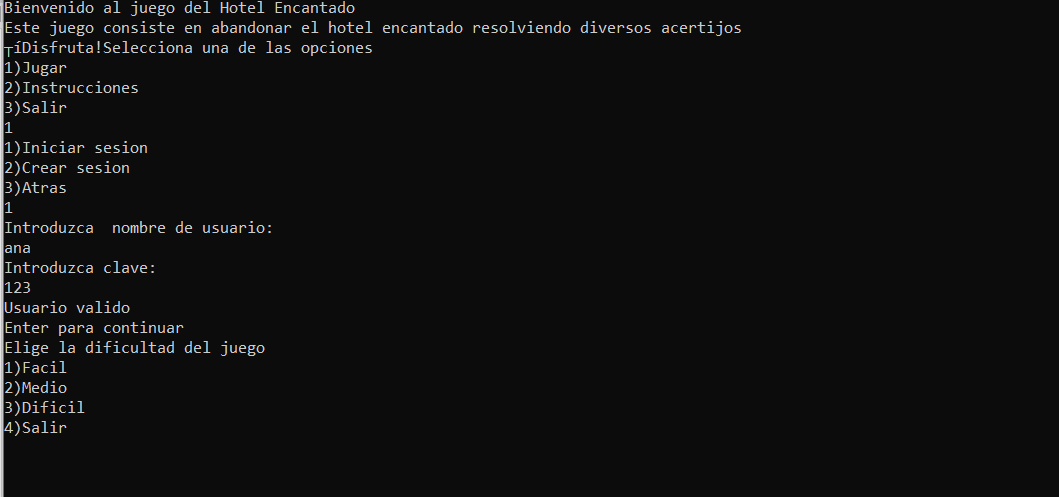 Bienvenido al juego del Hotel Encantado
Este juego consiste en abandonar el hotel encantado resolviendo diversos acertijos
┬íDisfruta!Selecciona una de las opciones
1)Jugar
2)Instrucciones
3)Salir
1
1)Iniciar sesion
2)Crear sesion
3)Atras
1
Introduzca  nombre de usuario:
ana
Introduzca clave:
123
Usuario valido
Enter para continuar
Elige la dificultad del juego
1)Facil
2)Medio
3)Dificil
4)Salir